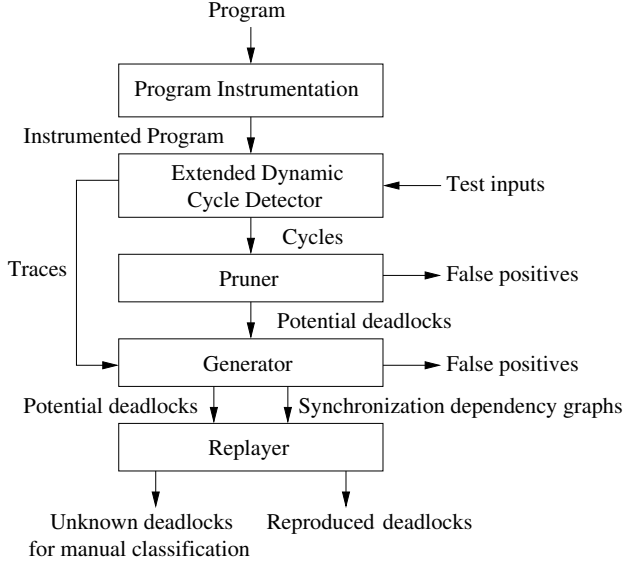 Program
Program Instrumentation
Instrumented Program
Extended Dynamic
Cycle Detector
Test inputs
Cycles
Traces
Pruner
False positives
Potential deadlocks
Generator
False positives
Potential deadlocks
Synchronization dependency graphs
Replayer
Unknown deadlocks
for manual classification
Reproduced deadlocks